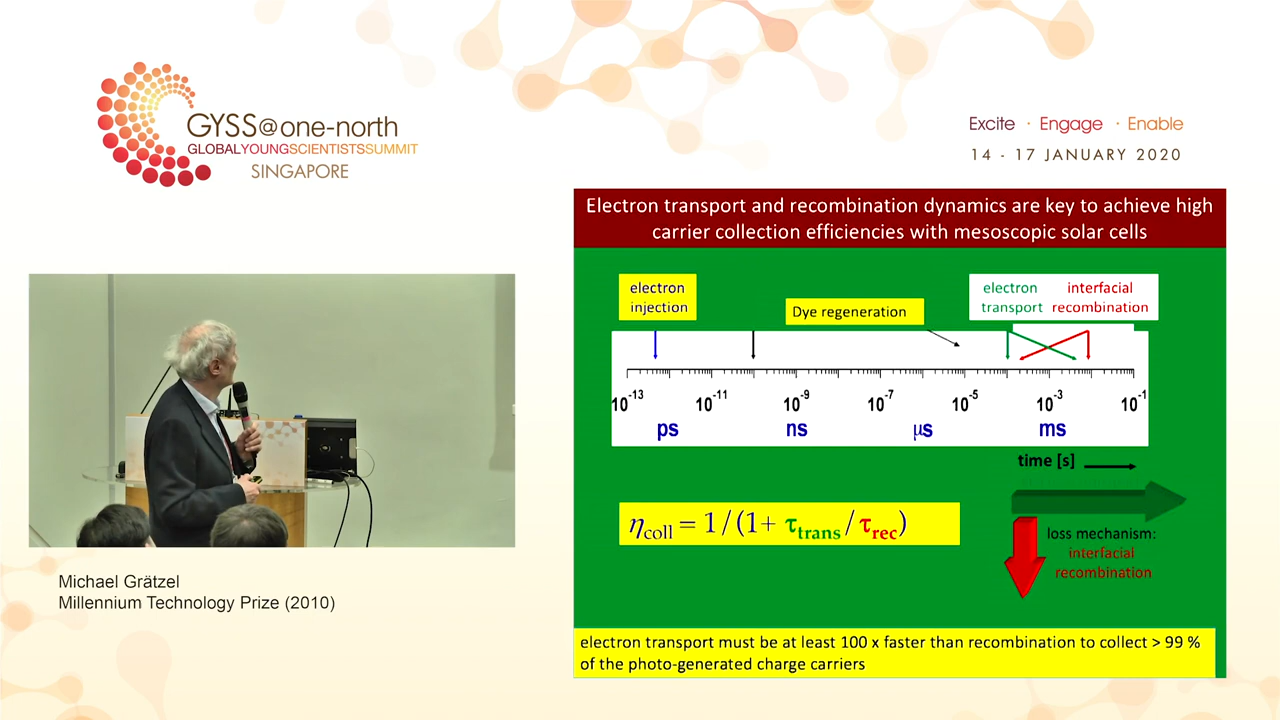 GYSS@one-north
GLOBALYOUNGSCIENTISTSSUMMIT
SINGAPORE
Excite · Engage · Enable
14 - 17 JANUARY 2020
Electron transport and recombination dynamics are key to achieve high
carrier collection efficiencies with mesoscopic solar cells
electron
injection
Dye regeneration
electron
transport
interfacial
recombination
10⁻¹³ 10⁻¹¹ 10⁻⁹ 10⁻⁷ 10⁻⁵ 10⁻³ 10⁻¹
ps ns μs ms
time [s]
η_coll = 1/(1+ τ_trans/τ_rec)
loss mechanism:
interfacial
recombination
electron transport must be at least 100 x faster than recombination to collect > 99 %
of the photo-generated charge carriers
Michael Grätzel
Millennium Technology Prize (2010)